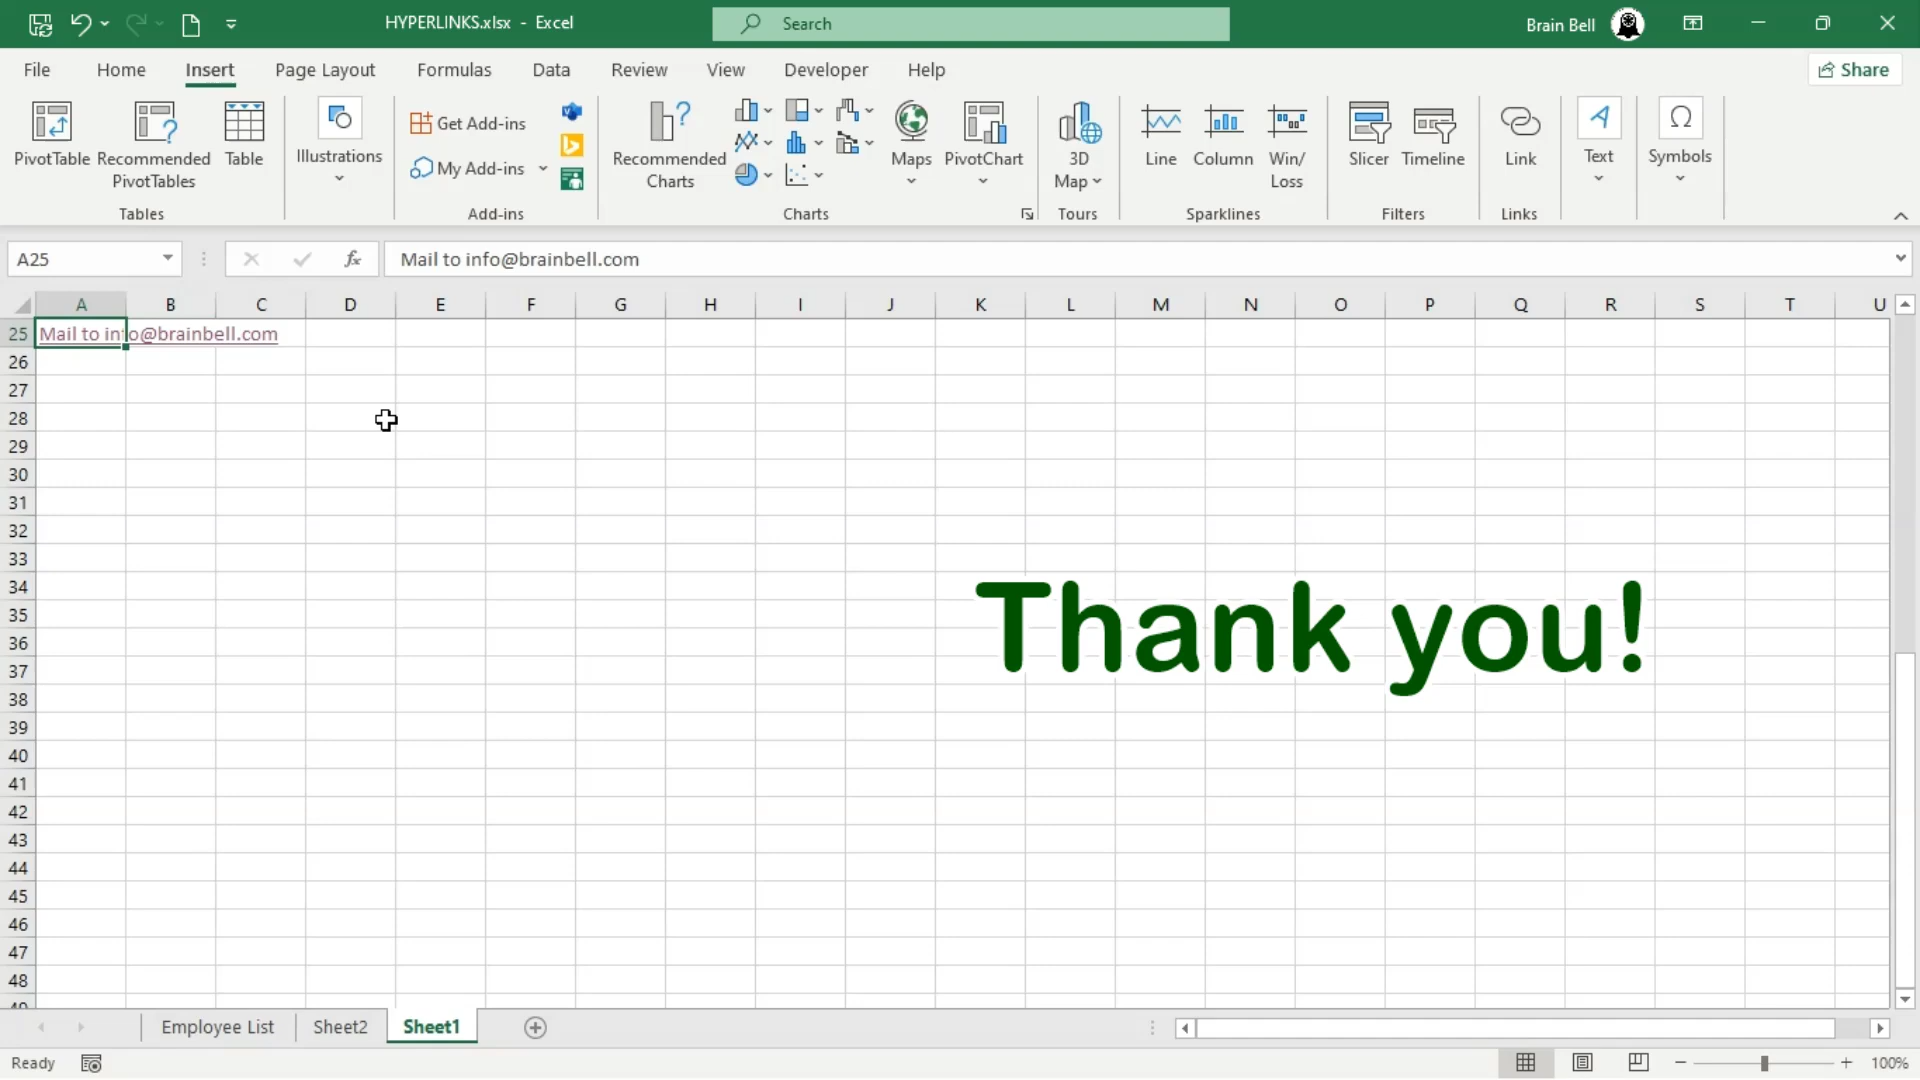 HYPERLINKS.xlsx - Excel
Search
Brain Bell
File Home Insert Page Layout Formulas Data Review View Developer Help
Share
PivotTable
Recommended
PivotTables
Table
Tables
Illustrations
Get Add-ins
My Add-ins
Add-ins
Recommended
Charts
Maps
PivotChart
Charts
3D
Map
Tours
Line
Column
Win/
Loss
Sparklines
Slicer
Timeline
Filters
Link
Links
Text
Symbols
A25
fx
Mail to info@brainbell.com
A B C D E F G H I J K L M N O P Q R S T U
25 Mail to info@brainbell.com
26
27
28
29
30
31
32
33
34
35
36
37
38
39
40
41
42
43
44
45
46
47
48
49
Thank you!
Employee List Sheet2 Sheet1
Ready
100%